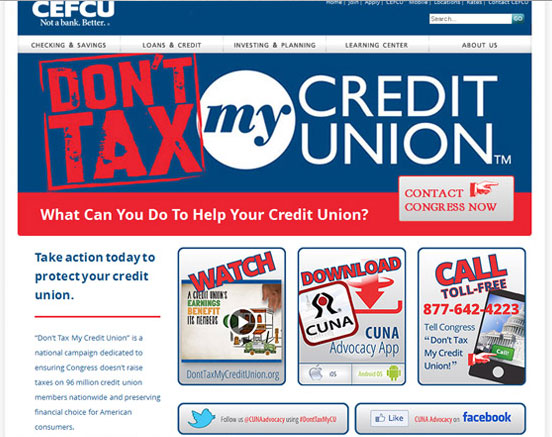 CEFCU
Not a bank. Better.
Home | Join | Apply | CEFCU Mobile | Locations | Rates | Contact CEFCU
Search...
GO
CHECKING & SAVINGS
LOANS & CREDIT
INVESTING & PLANNING
LEARNING CENTER
ABOUT US
DON'T
TAX
my
CREDIT
UNION™
CONTACT
CONGRESS NOW
What Can You Do To Help Your Credit Union?
Take action today to
protect your credit
union.
"Don't Tax My Credit Union" is a
national campaign dedicated to
ensuring Congress doesn't raise
taxes on 96 million credit union
members nationwide and preserving
financial choice for American
consumers.
WATCH
A CREDIT UNION'S
EARNINGS
BENEFIT
ITS MEMBERS
DontTaxMyCreditUnion.org
DOWNLOAD
CUNA
CUNA
Advocacy App
iOS
Android OS
CALL
TOLL-FREE
877-642-4223
Tell Congress
"Don't Tax
My Credit
Union!"
Call!
Follow us @CUNAadvocacy using #DontTaxMyCU
Like
CUNA Advocacy on facebook